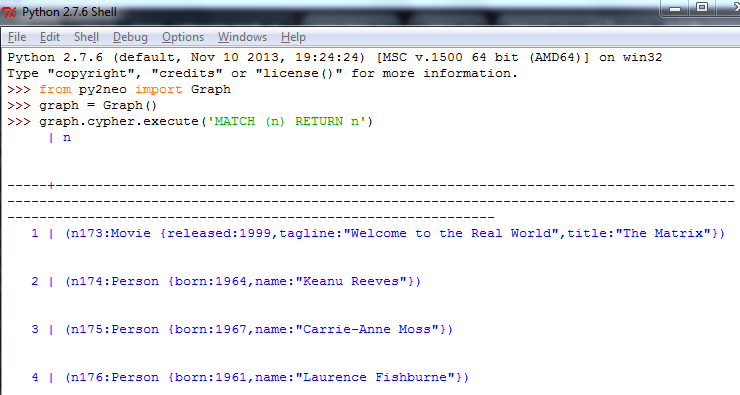 Python 2.7.6 Shell
File Edit Shell Debug Options Windows Help
Python 2.7.6 (default, Nov 10 2013, 19:24:24) [MSC v.1500 64 bit (AMD64)] on win32
Type "copyright", "credits" or "license()" for more information.
>>> from py2neo import Graph
>>> graph = Graph()
>>> graph.cypher.execute('MATCH (n) RETURN n')
     | n
-----+-------------------------------------------------------------------------------------
-------------------------------------------------------------------------------------------
-------------------------------------------------------------
   1 | (n173:Movie {released:1999,tagline:"Welcome to the Real World",title:"The Matrix"})
   2 | (n174:Person {born:1964,name:"Keanu Reeves"})
   3 | (n175:Person {born:1967,name:"Carrie-Anne Moss"})
   4 | (n176:Person {born:1961,name:"Laurence Fishburne"})